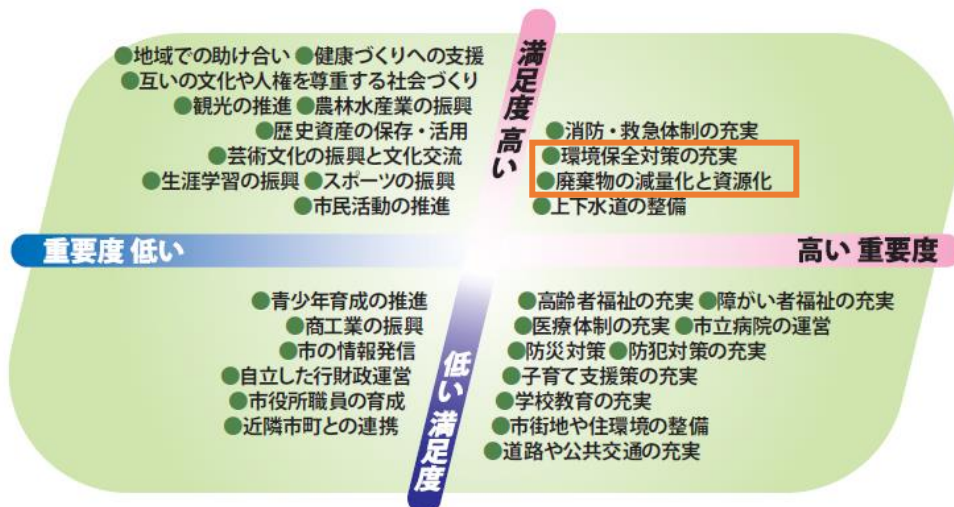 満足度 高い
●地域での助け合い ●健康づくりへの支援
●互いの文化や人権を尊重する社会づくり
●観光の推進 ●農林水産業の振興
●歴史資産の保存・活用
●芸術文化の振興と文化交流
●生涯学習の振興 ●スポーツの振興
●市民活動の推進
●消防・救急体制の充実
●環境保全対策の充実
●廃棄物の減量化と資源化
●上下水道の整備
重要度 低い
高い 重要度
●青少年育成の推進
●商工業の振興
●市の情報発信
●自立した行財政運営
●市役所職員の育成
●近隣市町との連携
低い 満足度
●高齢者福祉の充実 ●障がい者福祉の充実
●医療体制の充実 ●市立病院の運営
●防災対策 ●防犯対策の充実
●子育て支援策の充実
●学校教育の充実
●市街地や住環境の整備
●道路や公共交通の充実